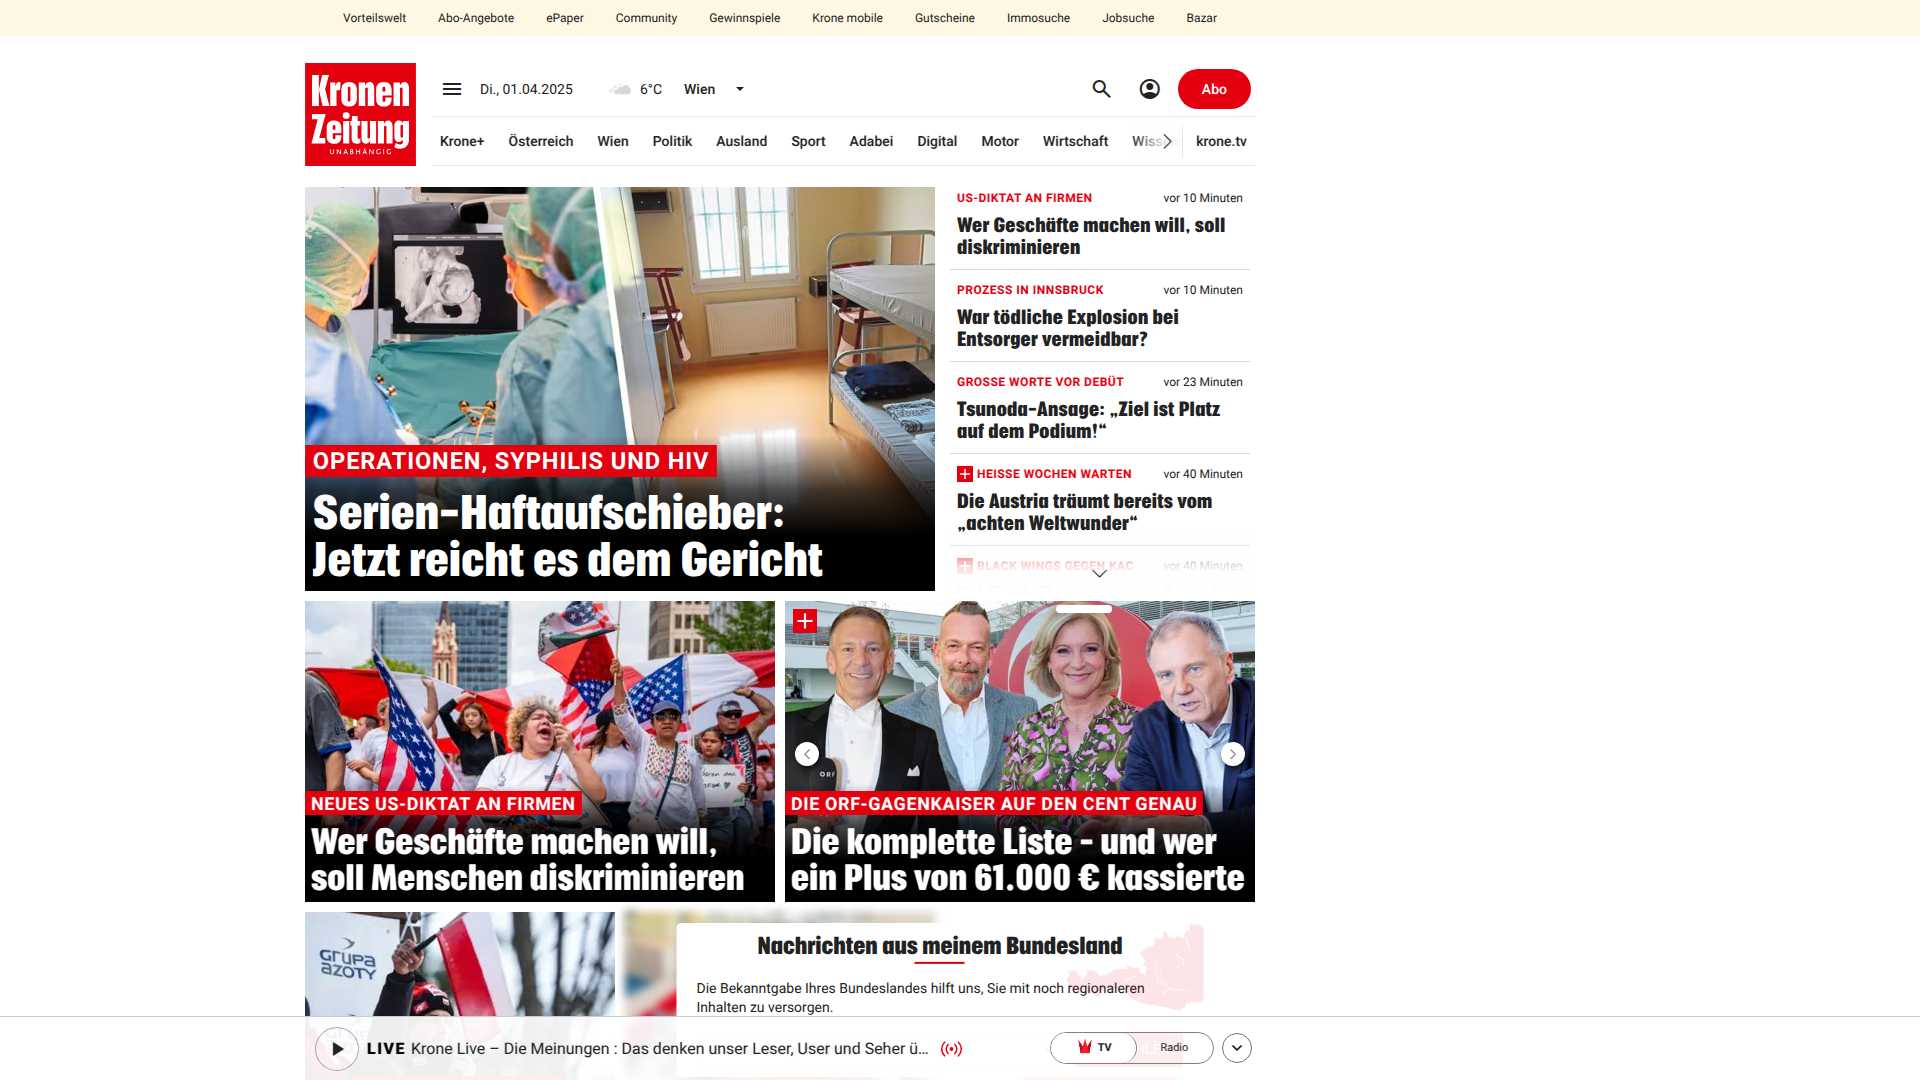 Vorteilswelt Abo-Angebote ePaper Community Gewinnspiele Krone mobile Gutscheine Immosuche Jobsuche Bazar
Kronen
Zeitung
UNABHÄNGIG
Di., 01.04.2025 6°C Wien Abo
Krone+ Österreich Wien Politik Ausland Sport Adabei Digital Motor Wirtschaft Wiss krone.tv
OPERATIONEN, SYPHILIS UND HIV
Serien-Haftaufschieber:
Jetzt reicht es dem Gericht
US-DIKTAT AN FIRMEN vor 10 Minuten
Wer Geschäfte machen will, soll
diskriminieren
PROZESS IN INNSBRUCK vor 10 Minuten
War tödliche Explosion bei
Entsorger vermeidbar?
GROSSE WORTE VOR DEBÜT vor 23 Minuten
Tsunoda-Ansage: „Ziel ist Platz
auf dem Podium!“
HEISSE WOCHEN WARTEN vor 40 Minuten
Die Austria träumt bereits vom
„achten Weltwunder“
BLACK WINGS GEGEN KAC vor 40 Minuten
NEUES US-DIKTAT AN FIRMEN
Wer Geschäfte machen will,
soll Menschen diskriminieren
ORF
DIE ORF-GAGENKAISER AUF DEN CENT GENAU
Die komplette Liste - und wer
ein Plus von 61.000 € kassierte
GRUPA
AZOTY
Nachrichten aus meinem Bundesland
Die Bekanntgabe Ihres Bundeslandes hilft uns, Sie mit noch regionaleren
Inhalten zu versorgen.
LIVE Krone Live – Die Meinungen : Das denken unser Leser, User und Seher ü... TV Radio